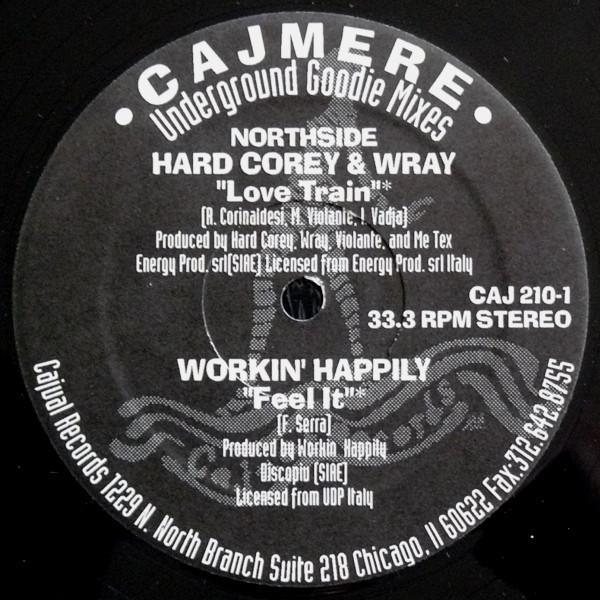 • CAJMERE •
Underground Goodie Mixes
NORTHSIDE
HARD COREY & WRAY
"Love Train"*
(A. Corinaldesi, M. Violante, I. Vadja)
Produced by Hard Corey, Wray, Violante, and Me Tex
Energy Prod. srl(SIAE) Licensed from Energy Prod. srl Italy
CAJ 210-1
33.3 RPM STEREO
WORKIN' HAPPILY
"Feel It"*
(F. Serra)
Produced by Workin' Happily
Discopiu (SIAE)
Licensed from UDP Italy
Cajual Records 1229 N. North Branch Suite 218 Chicago, Il 60622 Fax:312.642.8755